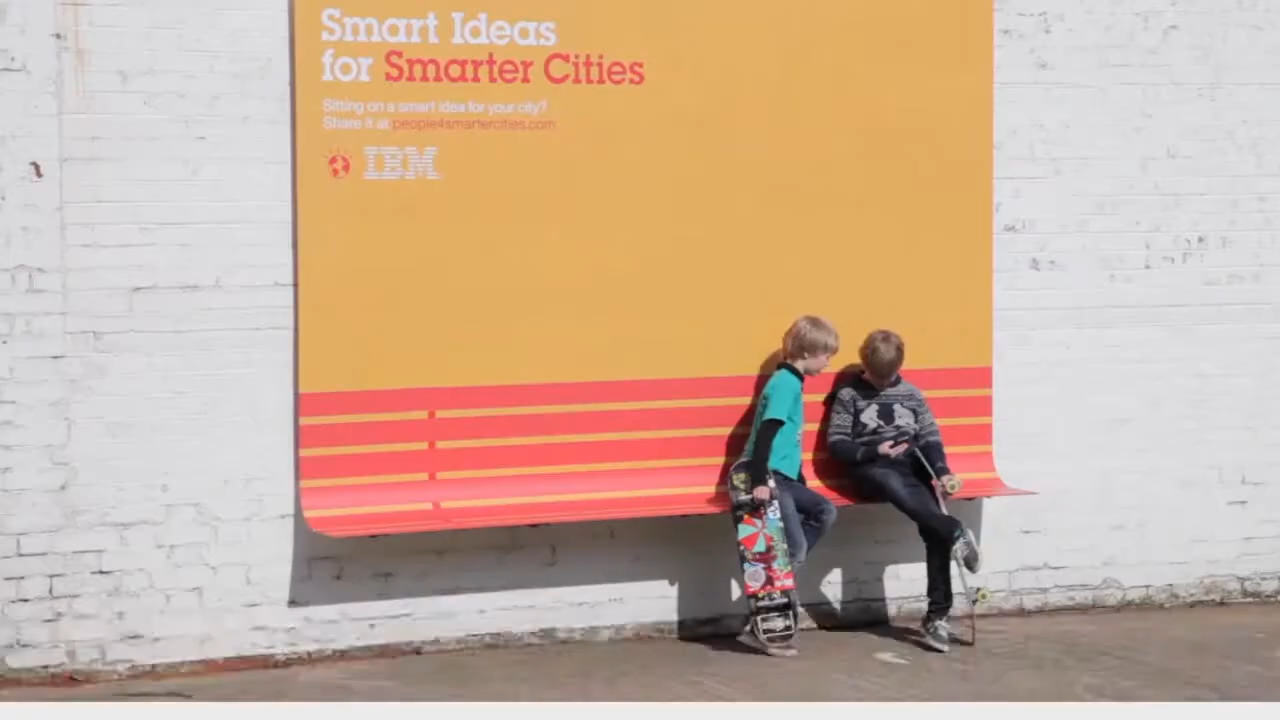 Smart Ideas
for Smarter Cities
Sitting on a smart idea for your city?
Share it at people4smartercities.com
IBM